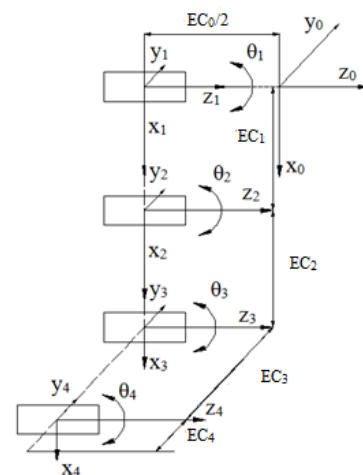 EC₀/2
y₀
y₁
θ₁
z₁
z₀
EC₁
x₁
x₀
y₂
θ₂
z₂
x₂
EC₂
y₃
θ₃
z₃
x₃
EC₃
y₄
θ₄
z₄
EC₄
x₄